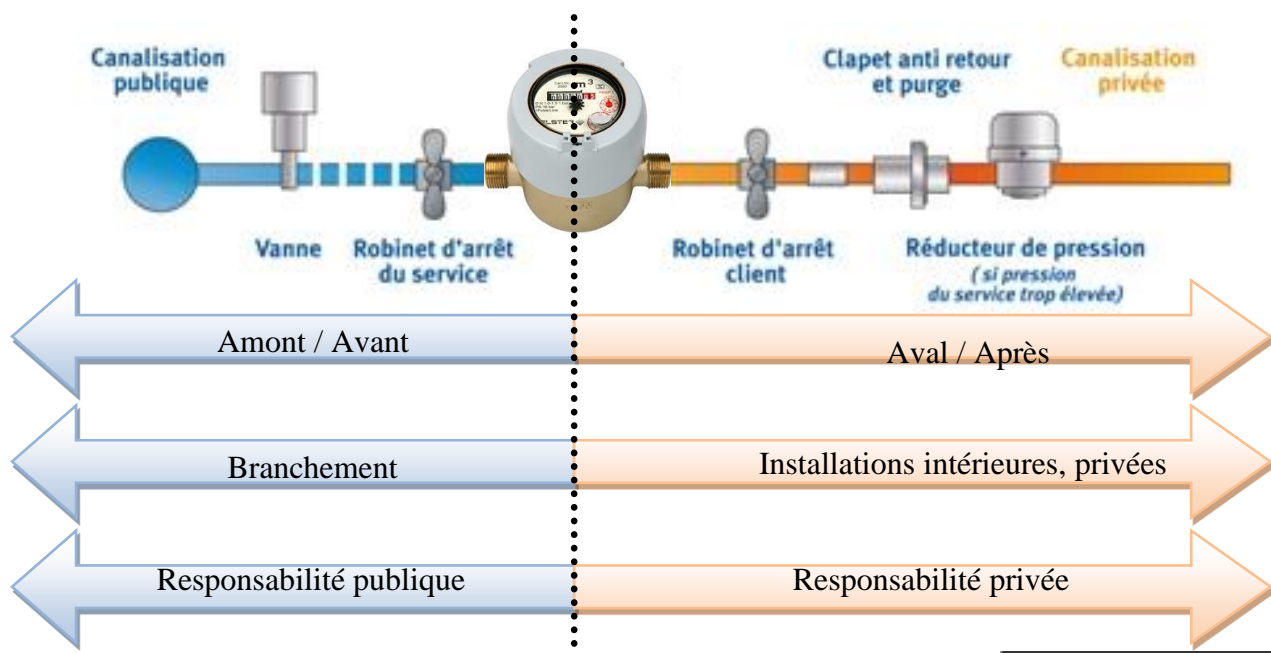 Canalisation
publique
Clapet anti retour
et purge
Canalisation
privée
m³
ELSTER
Vanne
Robinet d'arrêt
du service
Robinet d'arrêt
client
Réducteur de pression
( si pression
du service trop élevée)
Amont / Avant
Aval / Après
Branchement
Installations intérieures, privées
Responsabilité publique
Responsabilité privée